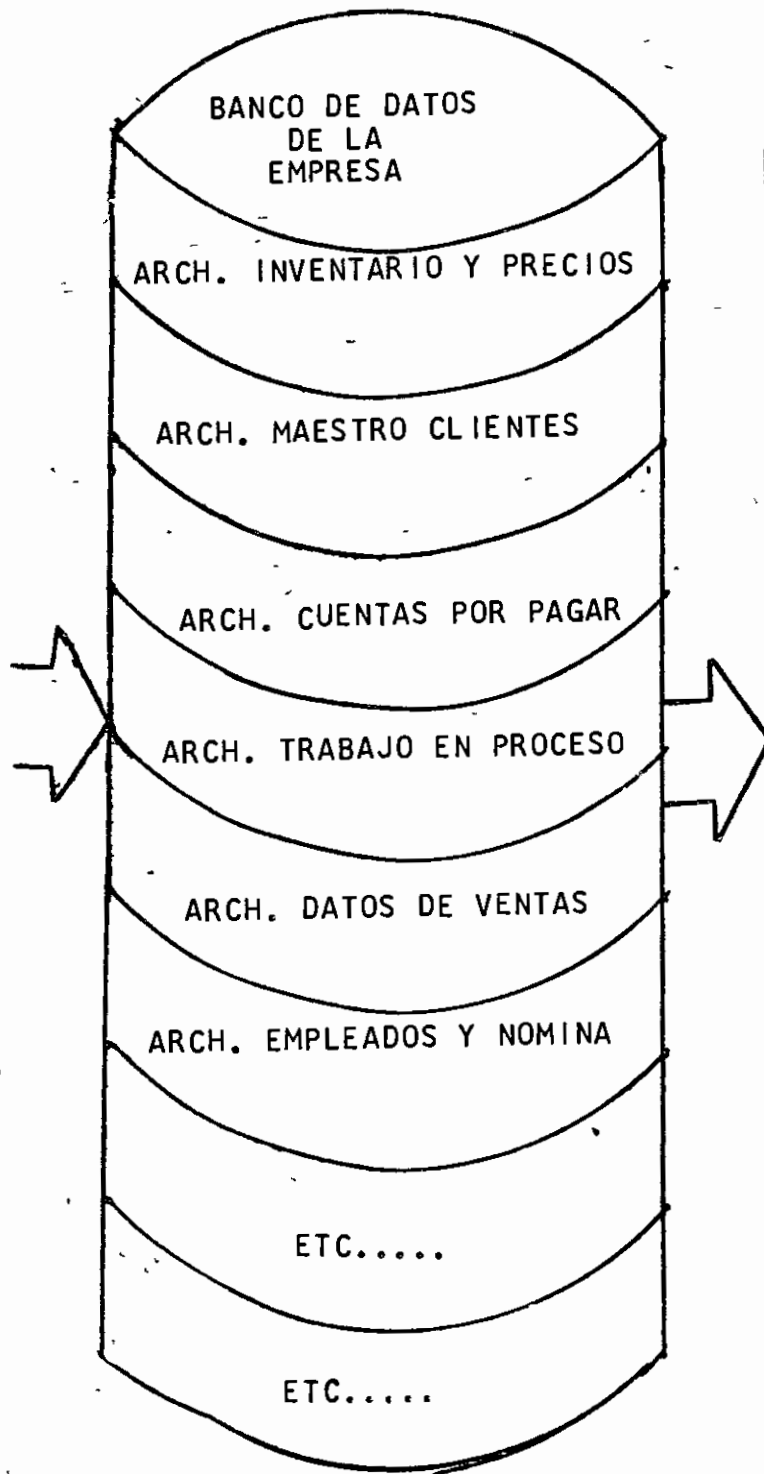 BANCO DE DATOS
DE LA
EMPRESA
ARCH. INVENTARIO Y PRECIOS
ARCH. MAESTRO CLIENTES
ARCH. CUENTAS POR PAGAR
ARCH. TRABAJO EN PROCESO
ARCH. DATOS DE VENTAS
ARCH. EMPLEADOS Y NOMINA
ETC.....
ETC.....